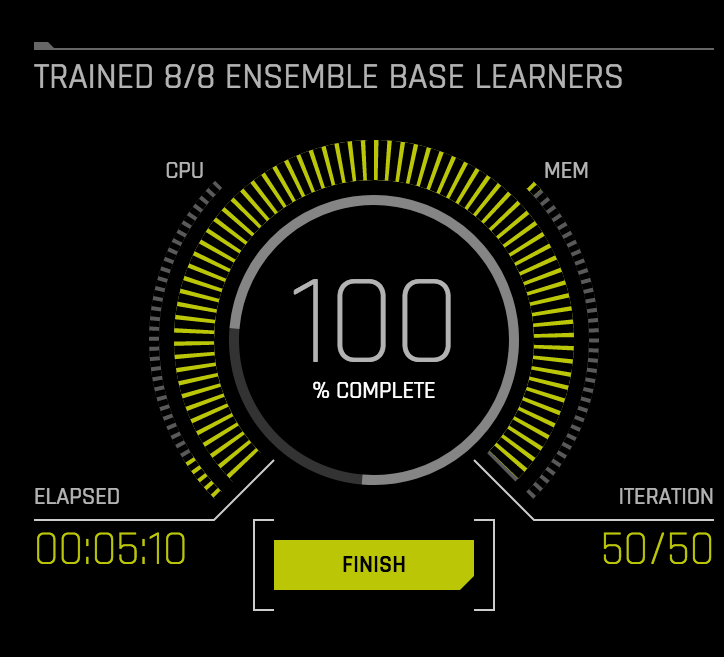 TRAINED 8/8 ENSEMBLE BASE LEARNERS
CPU
MEM
100
% COMPLETE
ELAPSED
00:05:10
ITERATION
50/50
FINISH